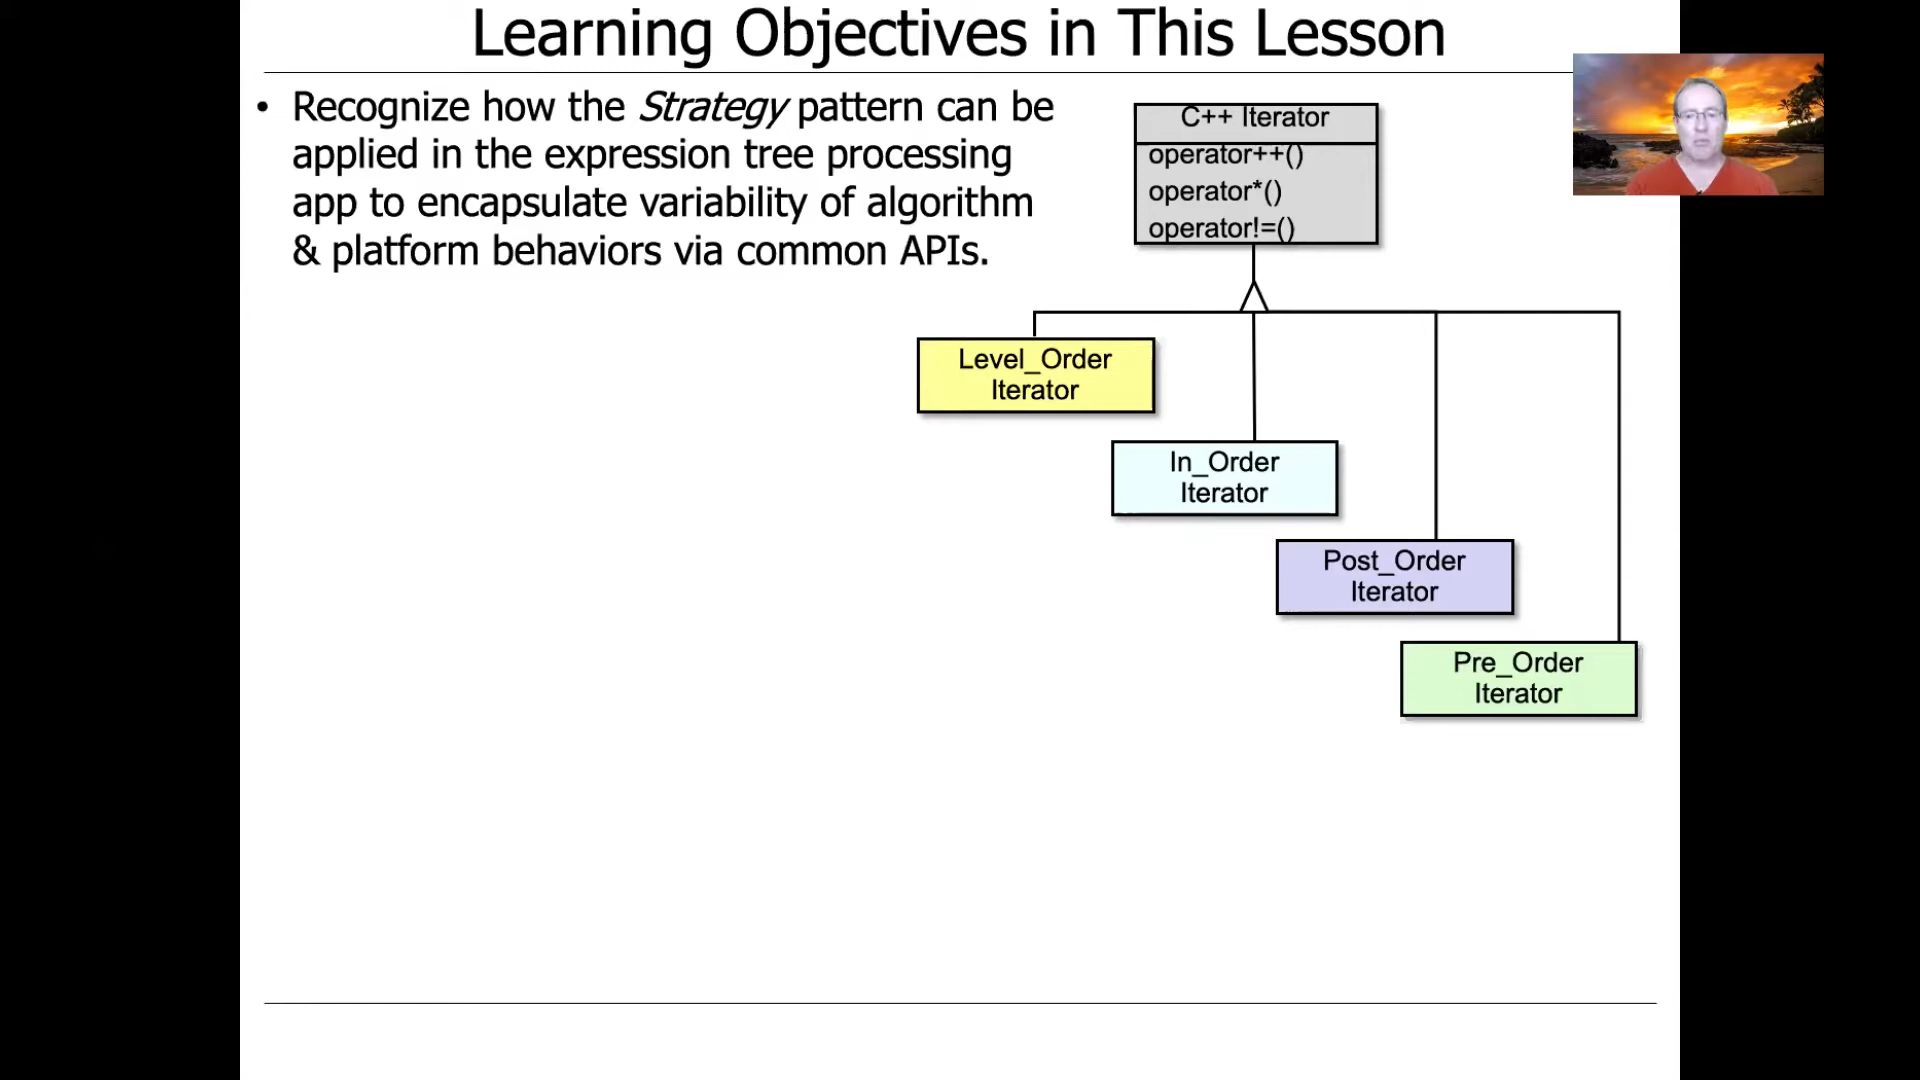 Learning Objectives in This Lesson
• Recognize how the Strategy pattern can be
applied in the expression tree processing
app to encapsulate variability of algorithm
& platform behaviors via common APIs.
C++ Iterator
operator++()
operator*()
operator!=()
Level_Order
Iterator
In_Order
Iterator
Post_Order
Iterator
Pre_Order
Iterator